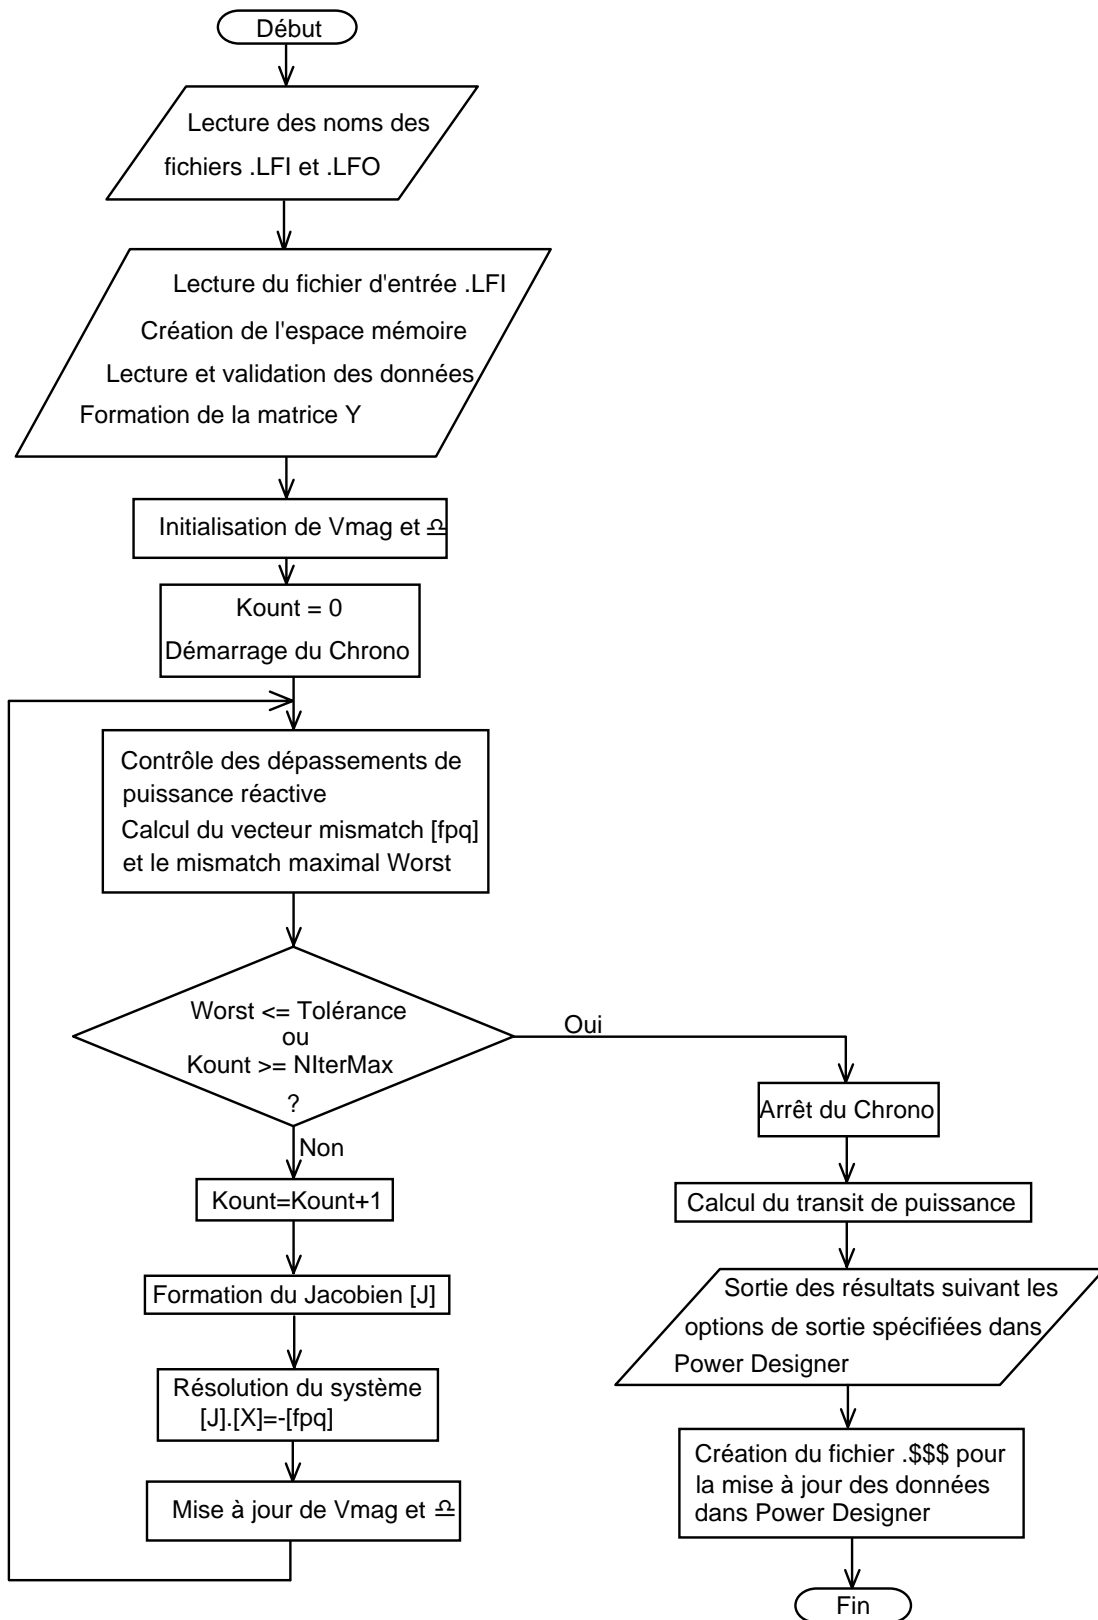 Début
Lecture des noms des
fichiers .LFI et .LFO
Lecture du fichier d'entrée .LFI
Création de l'espace mémoire
Lecture et validation des données
Formation de la matrice Y
Initialisation de Vmag et ♎
Kount = 0
Démarrage du Chrono
Contrôle des dépassements de
puissance réactive
Calcul du vecteur mismatch [fpq]
et le mismatch maximal Worst
Worst <= Tolérance
ou
Kount >= NIterMax
?
Oui
Non
Kount=Kount+1
Formation du Jacobien [J]
Résolution du système
[J].[X]=-[fpq]
Mise à jour de Vmag et ♎
Arrêt du Chrono
Calcul du transit de puissance
Sortie des résultats suivant les
options de sortie spécifiées dans
Power Designer
Création du fichier .$$$ pour
la mise à jour des données
dans Power Designer
Fin